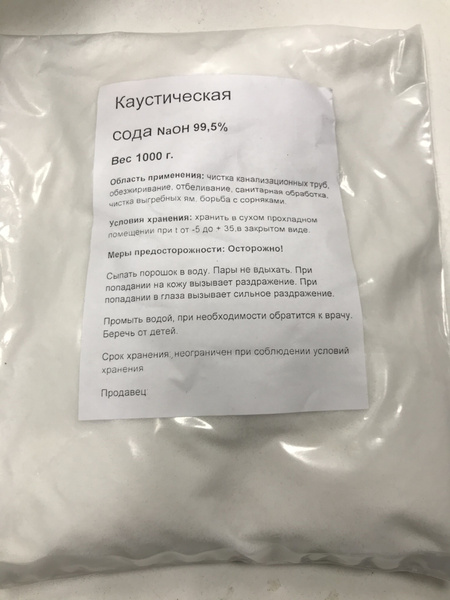 Каустическая
сода NaOH 99,5%
Вес 1000 г.
Область применения: чистка канализационных труб,
обезжиривание, отбеливание, санитарная обработка,
чистка выгребных ям, борьба с сорняками.
Условия хранения: хранить в сухом прохладном
помещении при t от -5 до + 35,в закрытом виде.
Меры предосторожности: Осторожно!
Сыпать порошок в воду. Пары не вдыхать. При
попадании на кожу вызывает раздражение. При
попадании в глаза вызывает сильное раздражение.
Промыть водой, при необходимости обратится к врачу.
Беречь от детей.
Срок хранения: неограничен при соблюдении условий
хранения
Продавец: